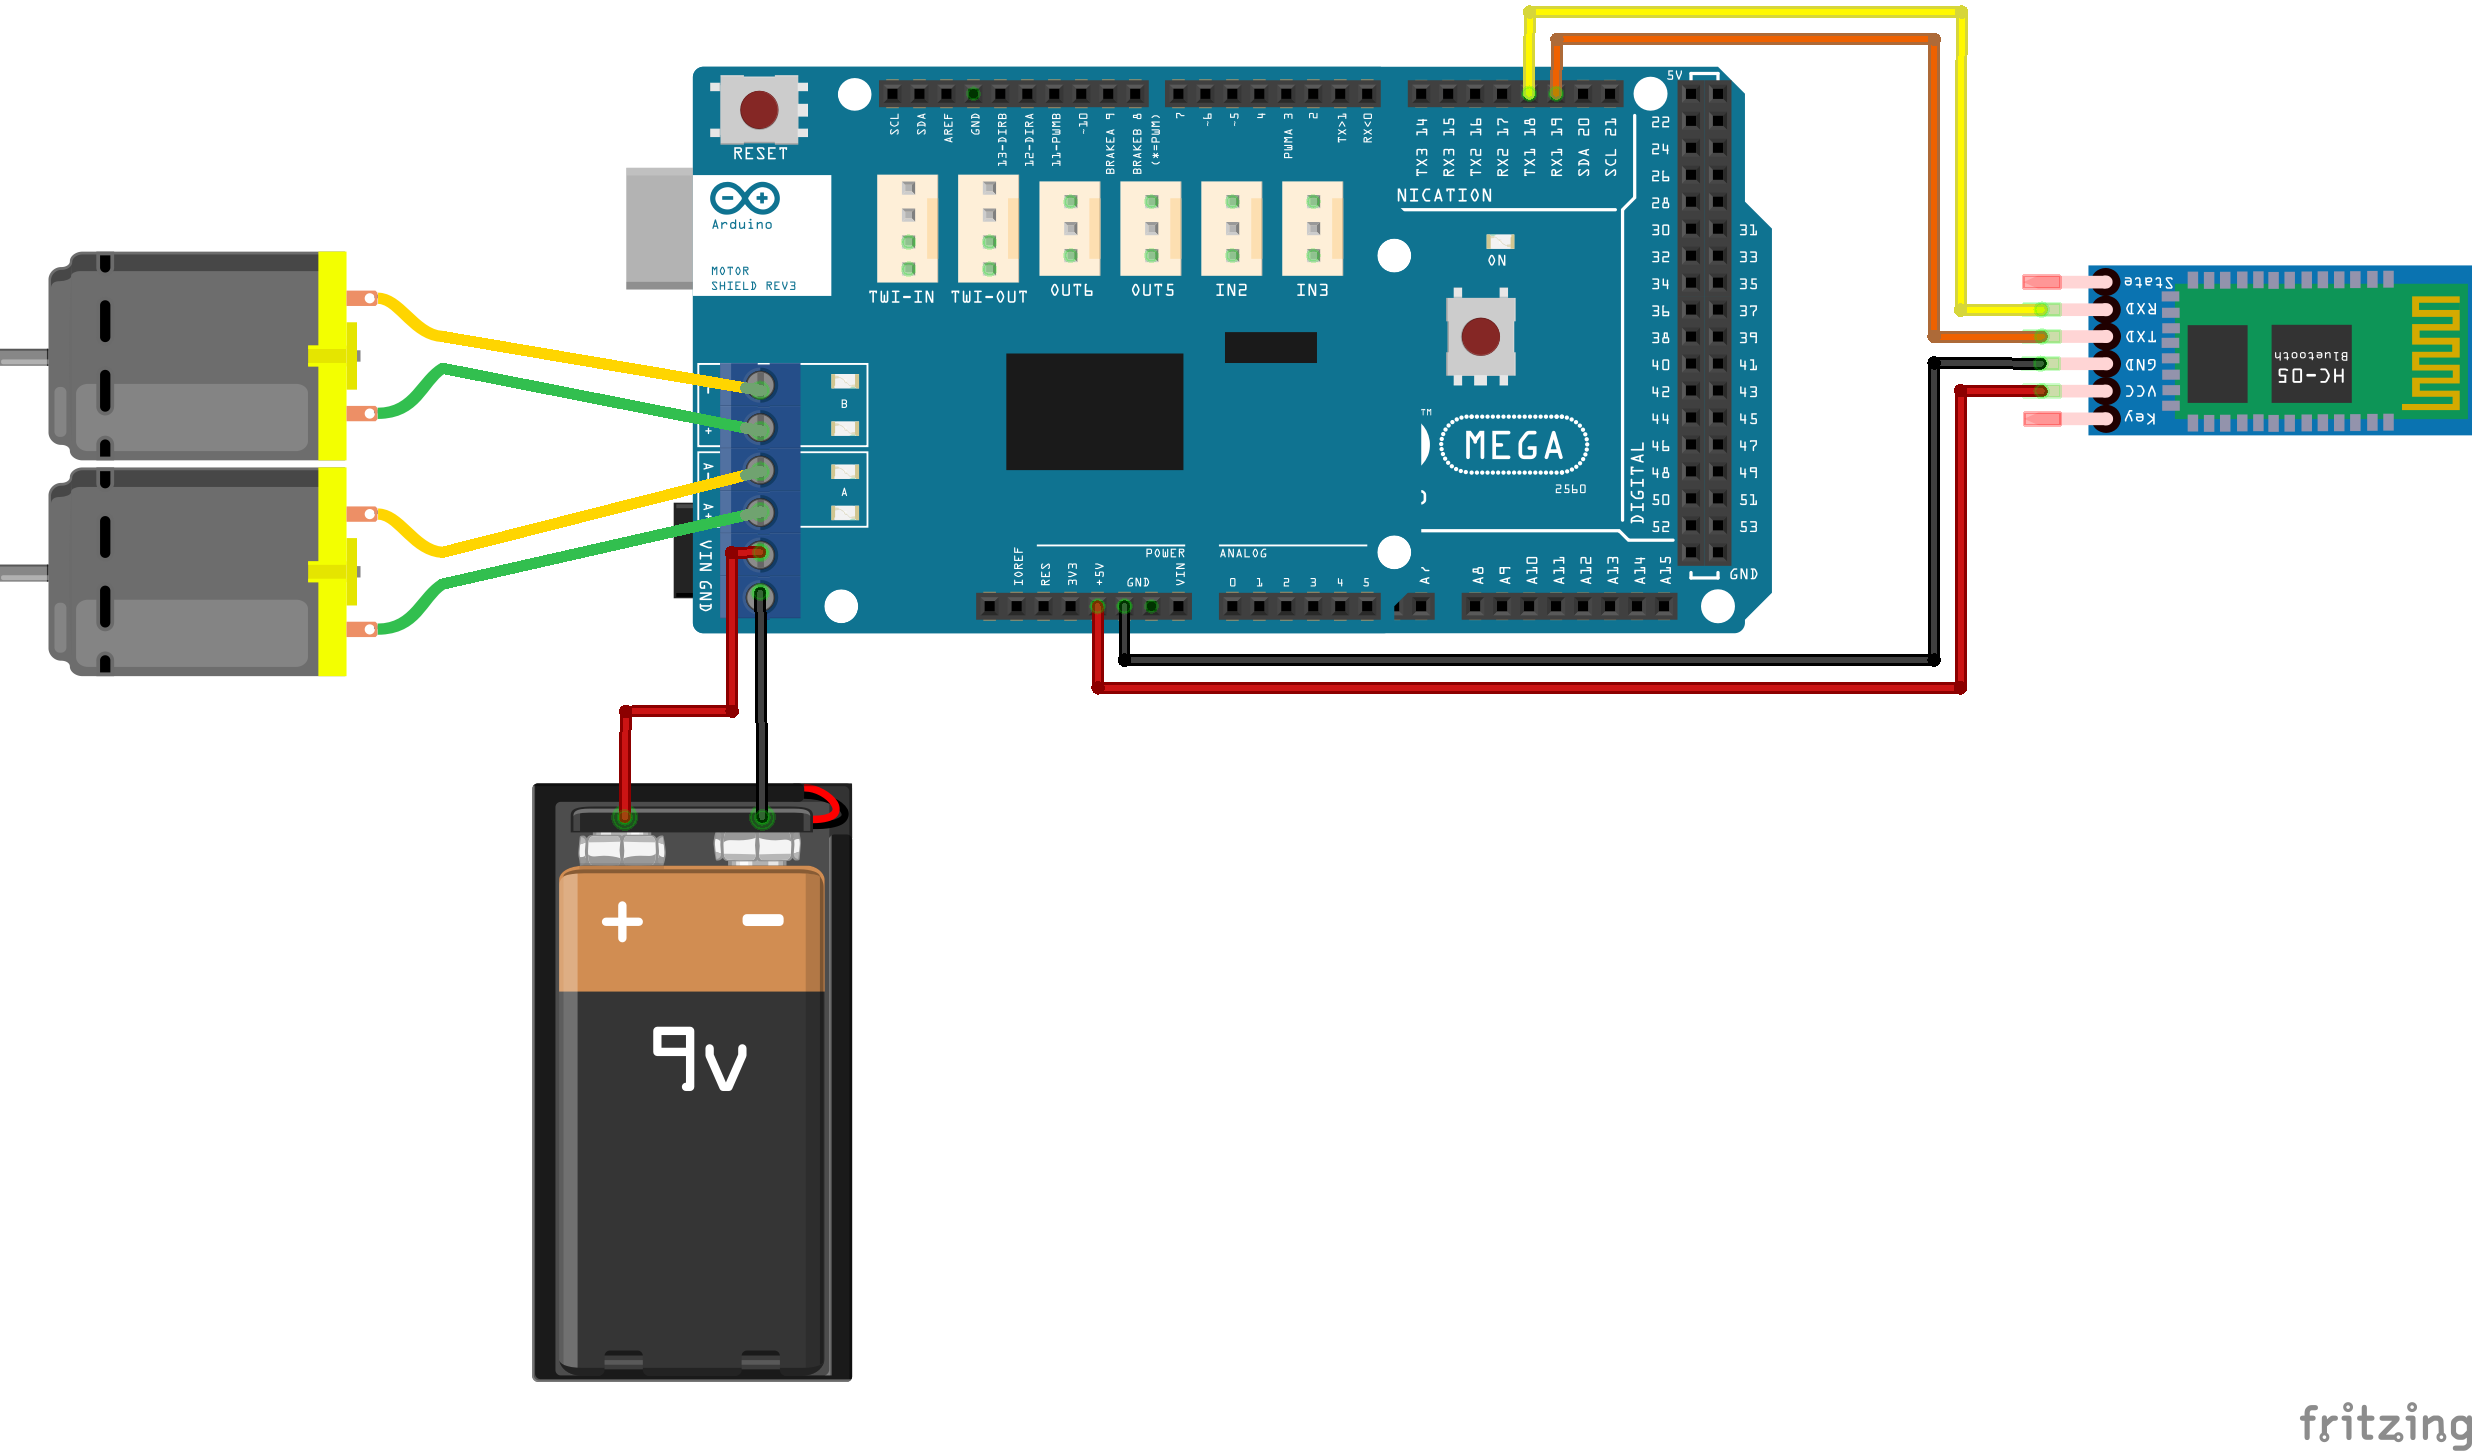 5V
RESET
SCL
SDA
AREF
GND
13-DIRB
12-DIRA
11-PWMB
~10
BRAKEA 9
BRAKEB 8
(*=PWM)
7
~6
~5
4
PWMA 3
2
TX>1
RX<0
TX3 14
RX3 15
TX2 16
RX2 17
TX1 18
RX1 19
SDA 20
SCL 21
NICATION
Arduino
MOTOR
SHIELD REV3
TWI-IN
TWI-OUT
OUT6
OUT5
IN2
IN3
ON
22
24
26
28
30 31
32 33
34 35
36 37
38 39
40 41
42 43
44 45
46 47
48 49
50 51
52 53
DIGITAL
GND
State
RXD
TXD
GND
VCC
Key
Bluetooth
HC-05
-
+
B
A-
A+
A
VIN
GND
TM
MEGA
2560
POWER
ANALOG
IOREF
RES
3V3
+5V
GND
VIN
0 1 2 3 4 5
A8
A9
A10
A11
A12
A13
A14
A15
+ -
9v
fritzing